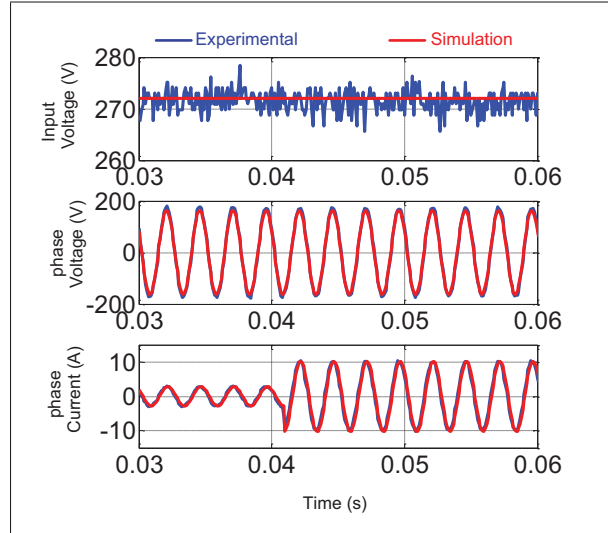 Experimental
Simulation
Input
Voltage (V)
280
270
260
0.03
0.04
0.05
0.06
phase
Voltage (V)
200
0
-200
0.03
0.04
0.05
0.06
phase
Current (A)
10
0
-10
0.03
0.04
0.05
0.06
Time (s)